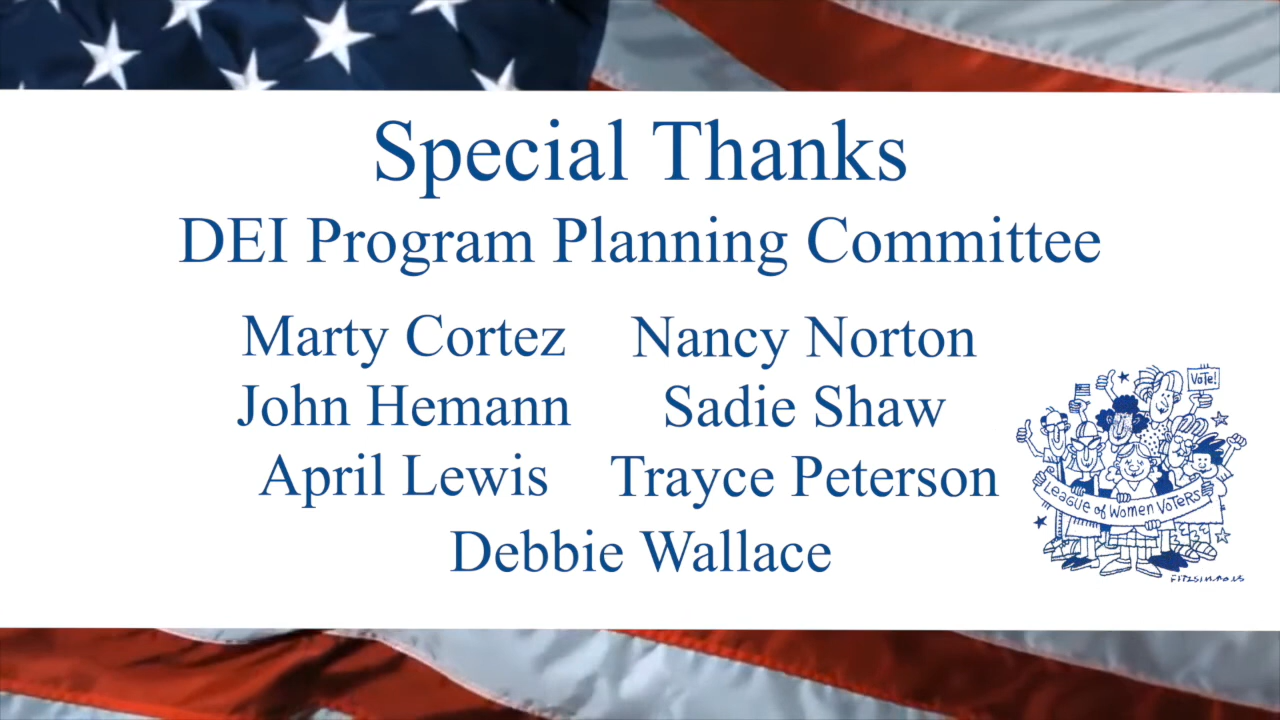 Special Thanks
DEI Program Planning Committee
Marty Cortez Nancy Norton
John Hemann Sadie Shaw
April Lewis Trayce Peterson
Debbie Wallace
VoTe!
LeAGUe of WomeN VoTeRS
FITZSIMMONS